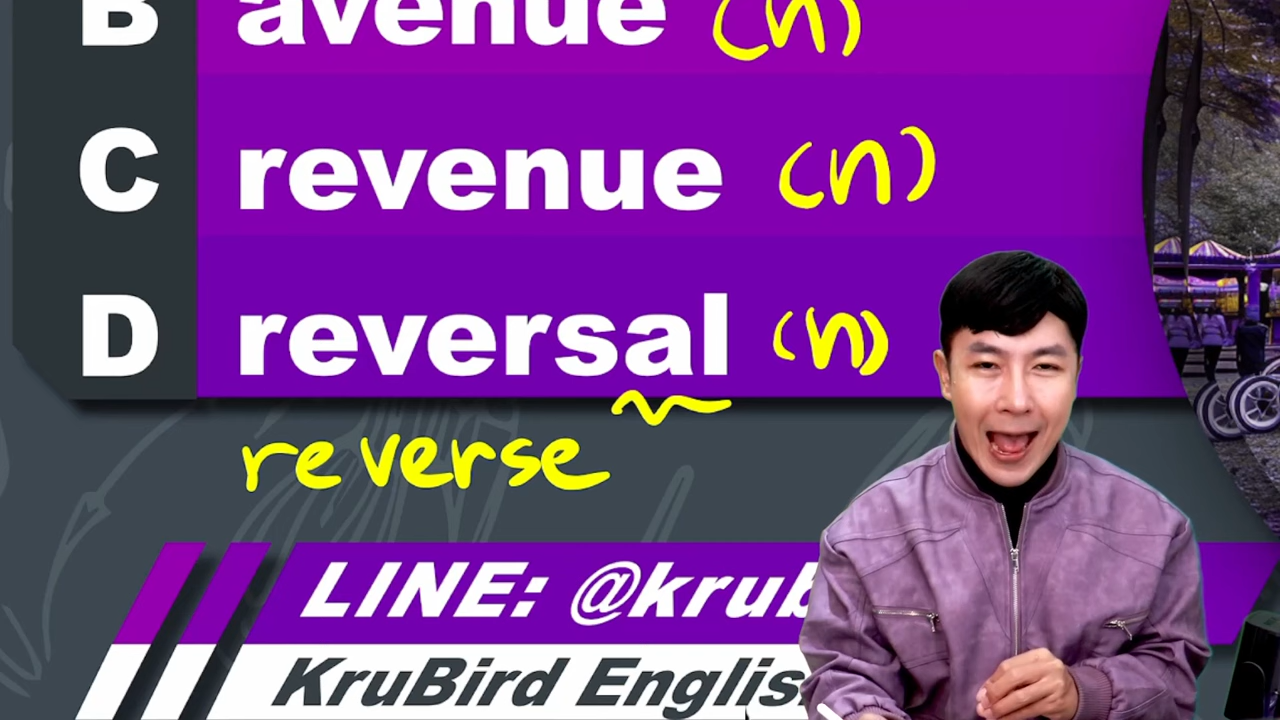 B avenue (n)
C revenue (n)
D reversal (n)
reverse
LINE: @krub
KruBird Englis